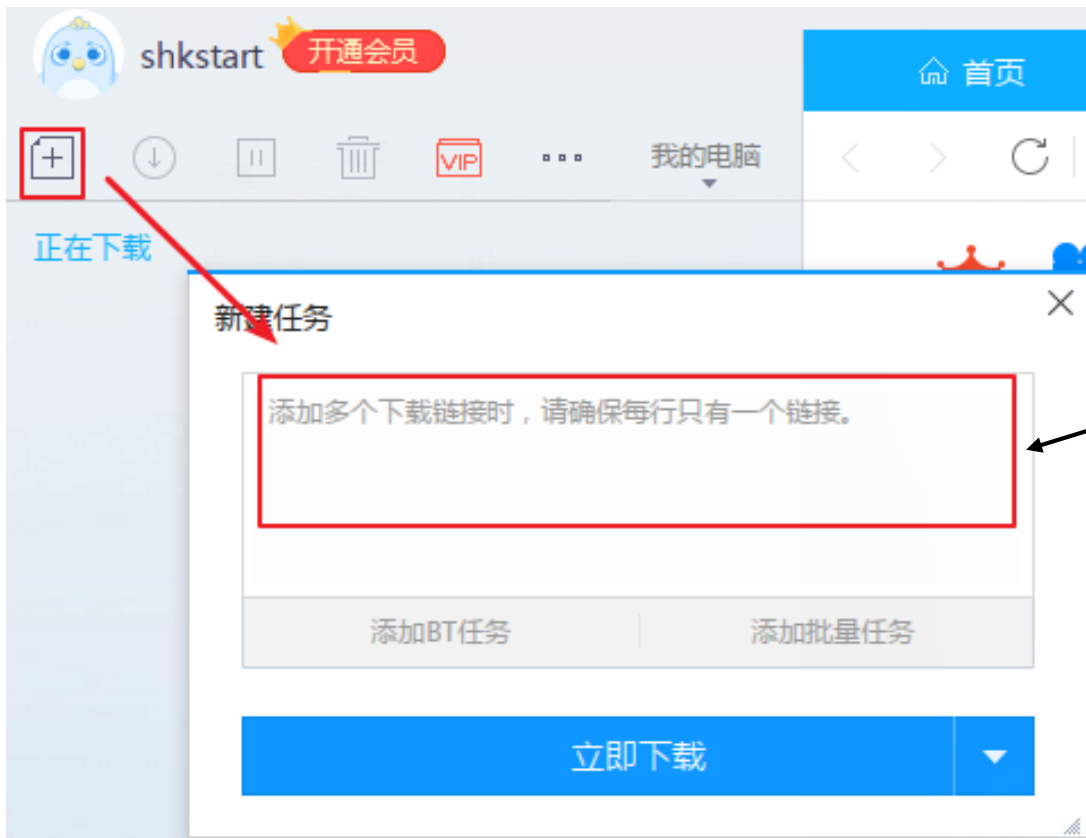 shkstart 开通会员
首页
VIP
我的电脑
正在下载
新建任务
添加多个下载链接时，请确保每行只有一个链接。
添加BT任务
添加批量任务
立即下载